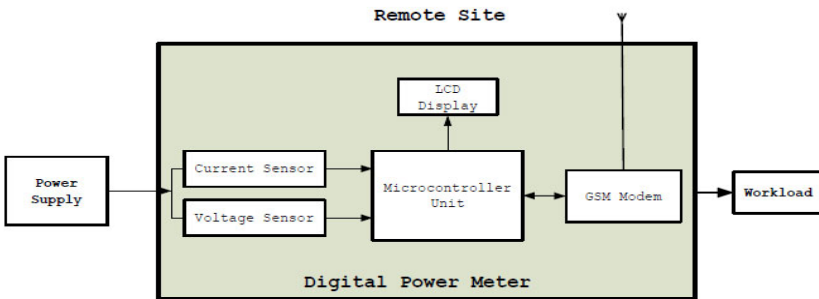 Remote Site
LCD
Display
Current Sensor
Power
Supply
Microcontroller
Unit
GSM Modem
Workload
Voltage Sensor
Digital Power Meter